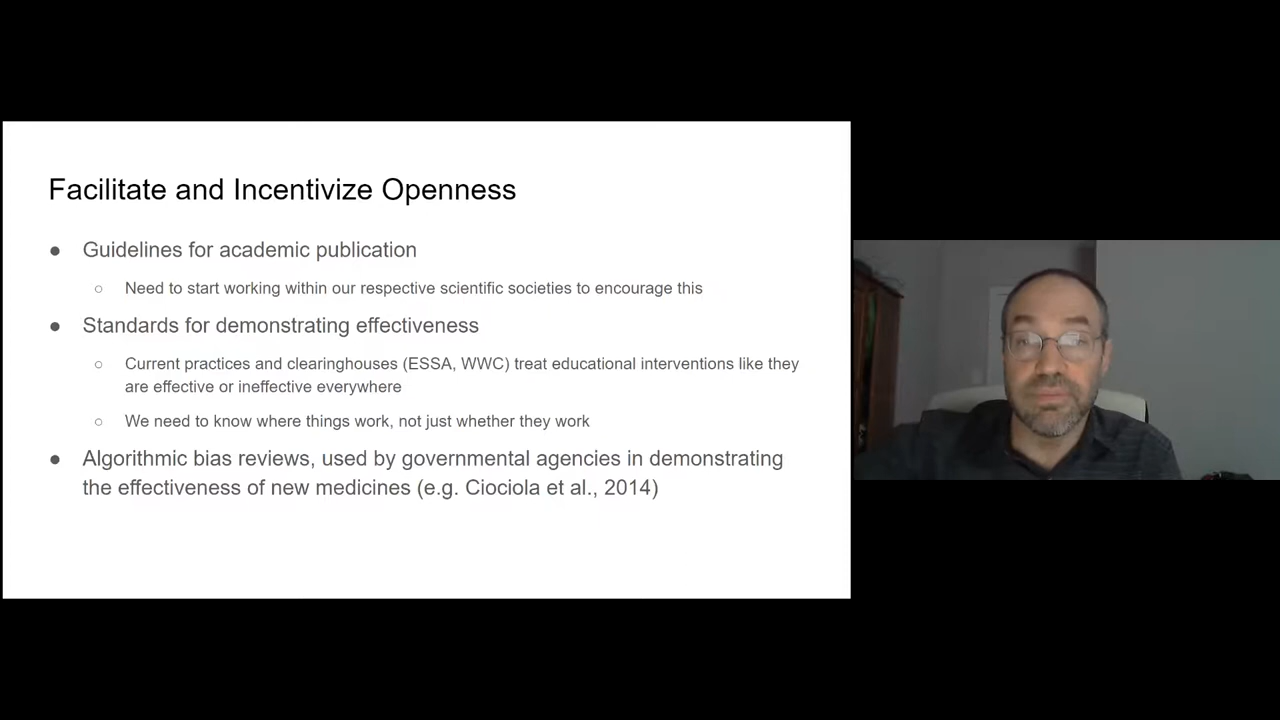 Facilitate and Incentivize Openness
● Guidelines for academic publication
○ Need to start working within our respective scientific societies to encourage this
● Standards for demonstrating effectiveness
○ Current practices and clearinghouses (ESSA, WWC) treat educational interventions like they
are effective or ineffective everywhere
○ We need to know where things work, not just whether they work
● Algorithmic bias reviews, used by governmental agencies in demonstrating
the effectiveness of new medicines (e.g. Ciociola et al., 2014)